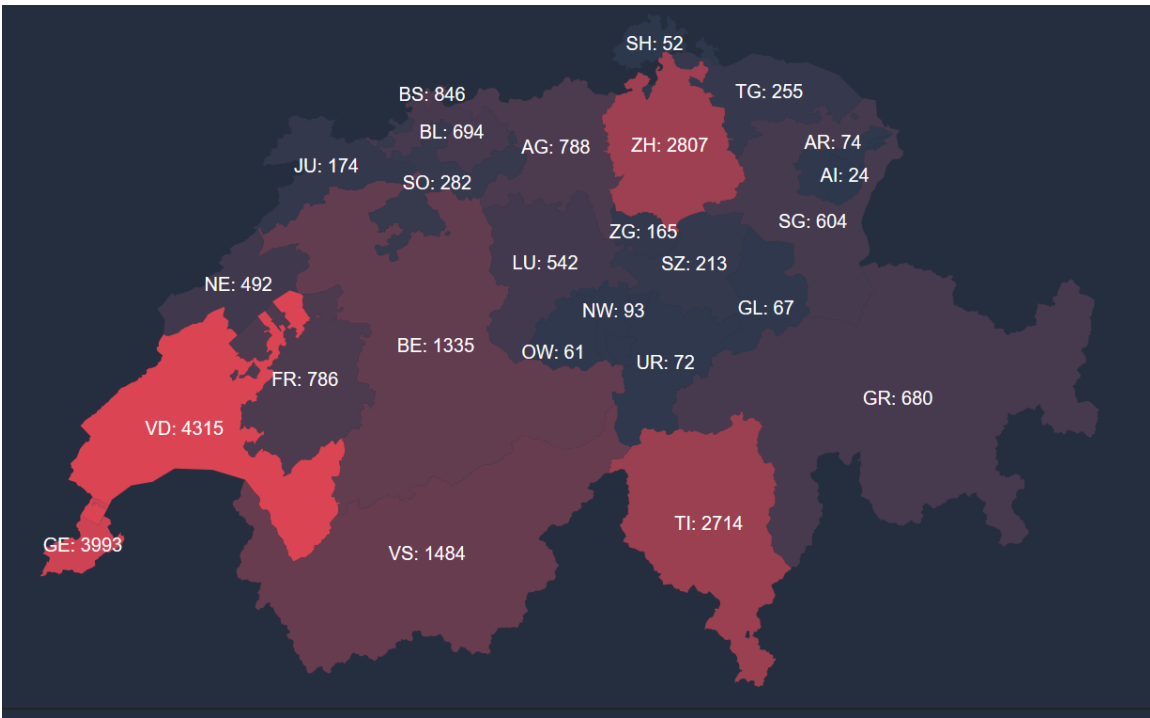 SH: 52
TG: 255
BS: 846
BL: 694
AG: 788
ZH: 2807
AR: 74
JU: 174
SO: 282
AI: 24
ZG: 165
SG: 604
LU: 542
SZ: 213
NE: 492
NW: 93
GL: 67
BE: 1335
OW: 61
UR: 72
FR: 786
GR: 680
VD: 4315
TI: 2714
GE: 3993
VS: 1484